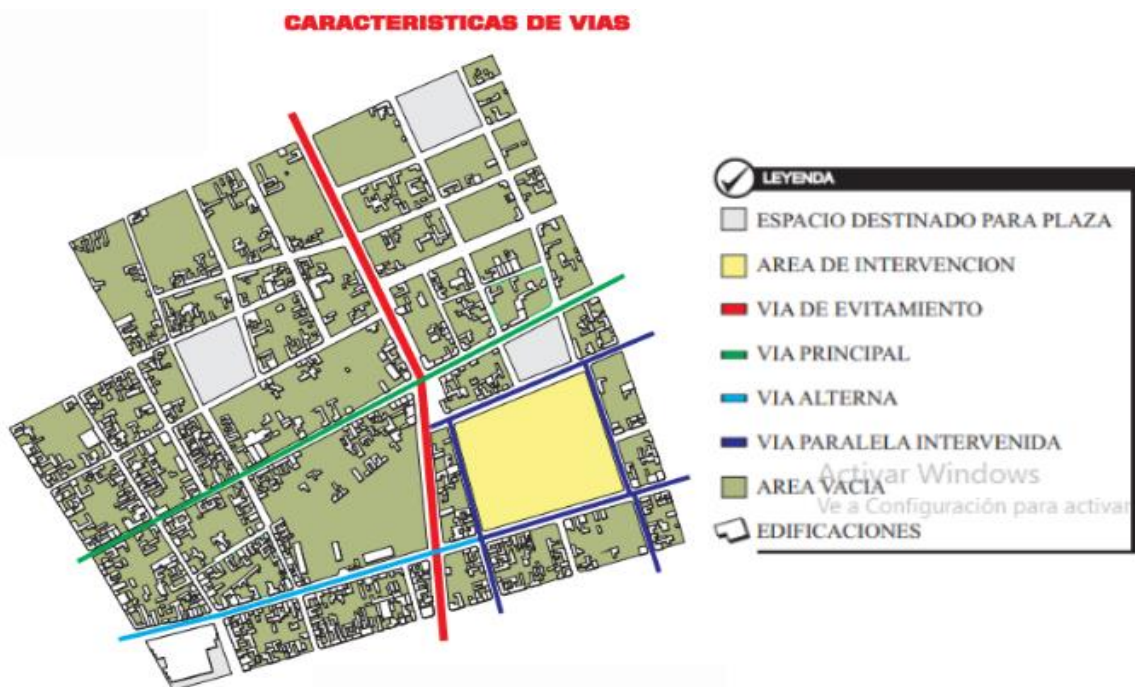 CARACTERISTICAS DE VIAS
LEYENDA
ESPACIO DESTINADO PARA PLAZA
AREA DE INTERVENCION
VIA DE EVITAMIENTO
VIA PRINCIPAL
VIA ALTERNA
VIA PARALELA INTERVENIDA
Activar Windows
AREA VACIA
Ve a Configuración para activar
EDIFICACIONES